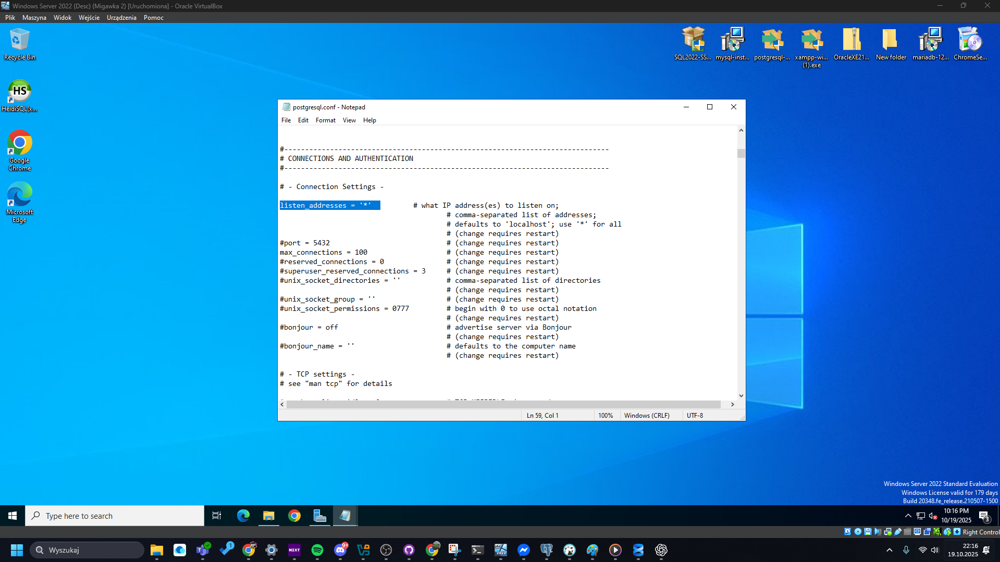 Windows Server 2022 (Desc) (Migawka 2) [Uruchomiona] - Oracle VirtualBox
Plik Maszyna Widok Wejście Urządzenia Pomoc
Recycle Bin
HeidiSQL(x...
Google Chrome
Microsoft Edge
SQL2022-SS...
mysql-inst...
postgresql-...
xampp-wi... (1).exe
OracleXE21...
New folder
mariadb-12...
ChromeSe...
postgresql.conf - Notepad
File Edit Format View Help
#------------------------------------------------------------------------------
# CONNECTIONS AND AUTHENTICATION
#------------------------------------------------------------------------------
# - Connection Settings -
listen_addresses = '*' # what IP address(es) to listen on;
# comma-separated list of addresses;
# defaults to 'localhost'; use '*' for all
# (change requires restart)
#port = 5432 # (change requires restart)
max_connections = 100 # (change requires restart)
#reserved_connections = 0 # (change requires restart)
#superuser_reserved_connections = 3 # (change requires restart)
#unix_socket_directories = '' # comma-separated list of directories
# (change requires restart)
#unix_socket_group = '' # (change requires restart)
#unix_socket_permissions = 0777 # begin with 0 to use octal notation
# (change requires restart)
#bonjour = off # advertise server via Bonjour
# (change requires restart)
#bonjour_name = '' # defaults to the computer name
# (change requires restart)
# - TCP settings -
# see "man tcp" for details
Ln 59, Col 1 100% Windows (CRLF) UTF-8
Windows Server 2022 Standard Evaluation
Windows License valid for 179 days
Build 20348.fe_release.210507-1500
Type here to search
10:16 PM
10/19/2025
3
Right Control
Wyszukaj
1
NZXT
9+
22:16
19.10.2025